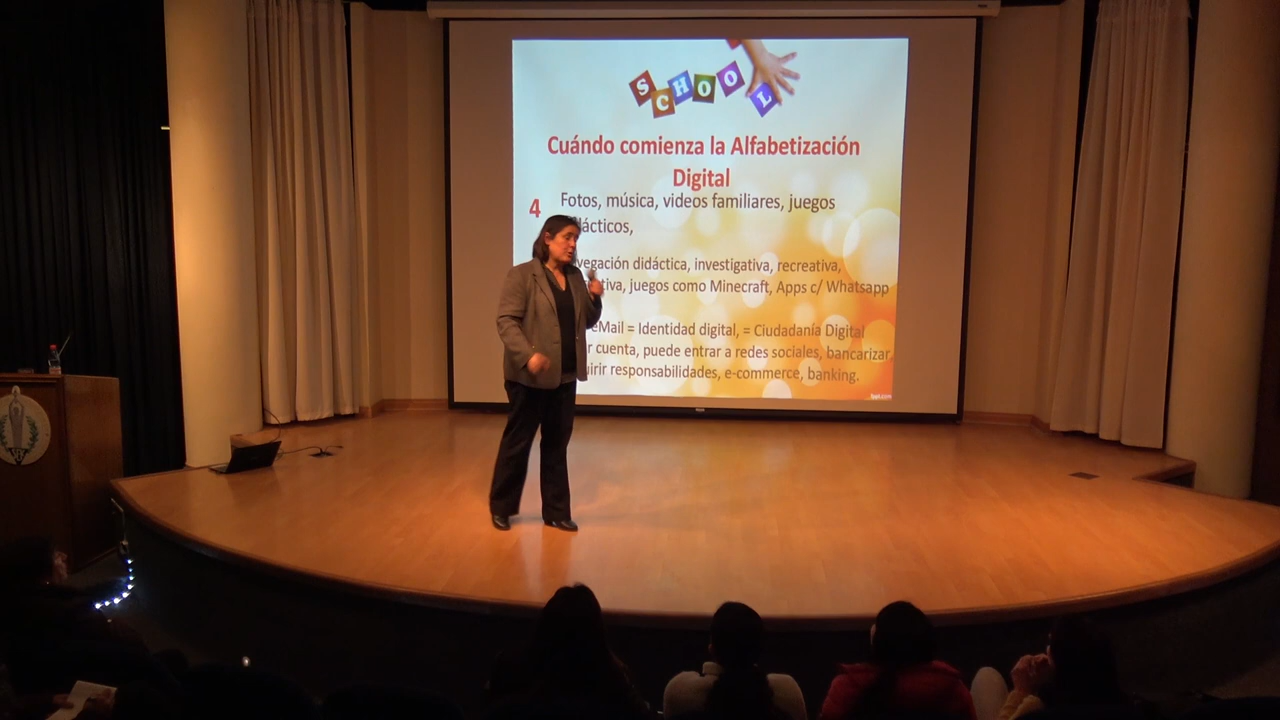 SCHOOL
Cuándo comienza la Alfabetización
Digital
4 Fotos, música, videos familiares, juegos
ácticos,
vegación didáctica, investigativa, recreativa,
tiva, juegos como Minecraft, Apps c/ Whatsapp
eMail = Identidad digital, = Ciudadanía Digital
r cuenta, puede entrar a redes sociales, bancarizar
uirir responsabilidades, e-commerce, banking.